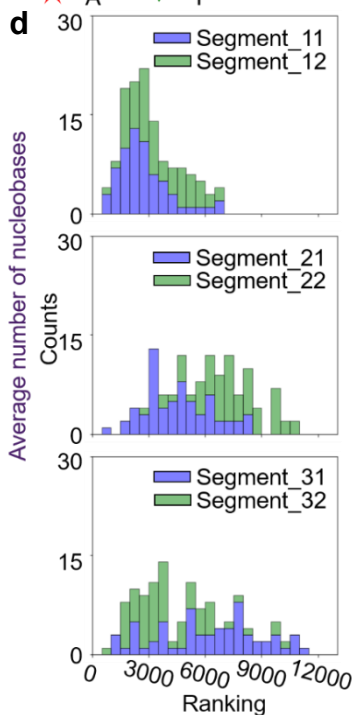 d
30
15
0
Segment_11
Segment_12
Average number of nucleobases
Counts
30
15
0
Segment_21
Segment_22
30
15
0
Segment_31
Segment_32
0 3000 6000 9000 12000
Ranking